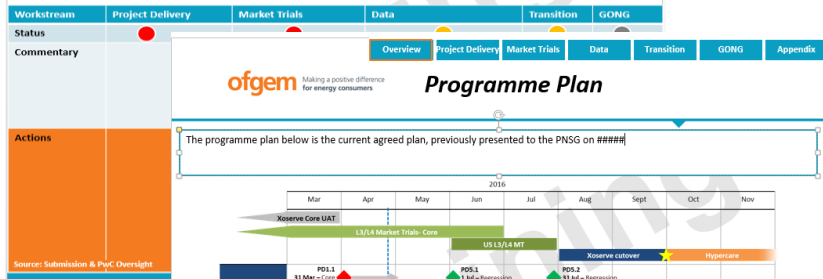 Workstream Project Delivery Market Trials Data Transition GONG
Status
Commentary
Overview Project Delivery Market Trials Data Transition GONG Appendix
ofgem Making a positive difference
for energy consumers
Programme Plan
Actions
The programme plan below is the current agreed plan, previously presented to the PNSG on #####
2016
Mar Apr May Jun Jul Aug Sept Oct Nov
Xoserve Core UAT
L3/L4 Market Trials- Core
US L3/L4 MT
Xoserve cutover Hypercare
Source: Submission & PwC Oversight
PD1.1 PD5.1 PD5.2
31 Mar – Core 1 Jul – Regression 31 Jul – Regression